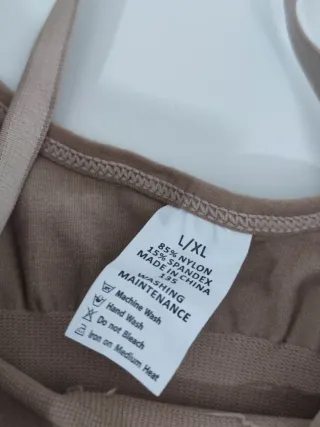 L/XL
85% NYLON
15% SPANDEX
MADE IN CHINA
135
WASHING
MAINTENANCE
Machine Wash
Hand Wash
Do not Bleach
Iron on Medium Heat